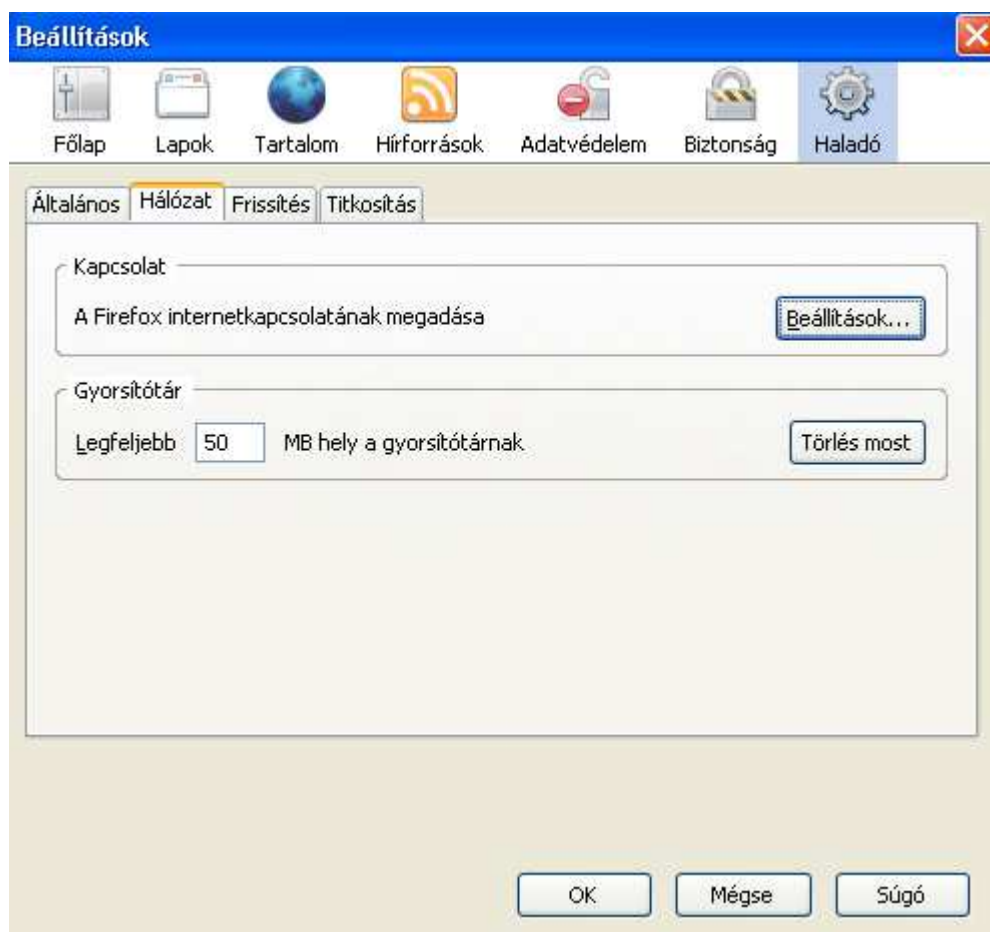 Beállítások
Főlap Lapok Tartalom Hírforrások Adatvédelem Biztonság Haladó
Általános Hálózat Frissítés Titkosítás
Kapcsolat
A Firefox internetkapcsolatának megadása Beállítások...
Gyorsítótár
Legfeljebb 50 MB hely a gyorsítótárnak Törlés most
OK Mégse Súgó